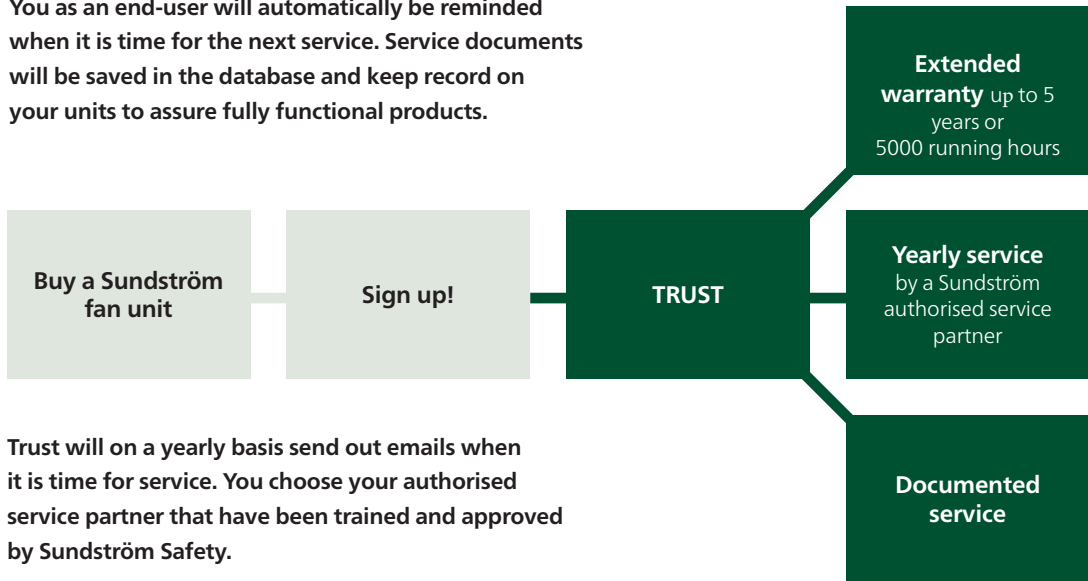 You as an end-user will automatically be reminded
when it is time for the next service. Service documents
will be saved in the database and keep record on
your units to assure fully functional products.
Extended
warranty up to 5
years or
5000 running hours
Buy a Sundström
fan unit
Sign up!
TRUST
Yearly service
by a Sundström
authorised service
partner
Trust will on a yearly basis send out emails when
it is time for service. You choose your authorised
service partner that have been trained and approved
by Sundström Safety.
Documented
service